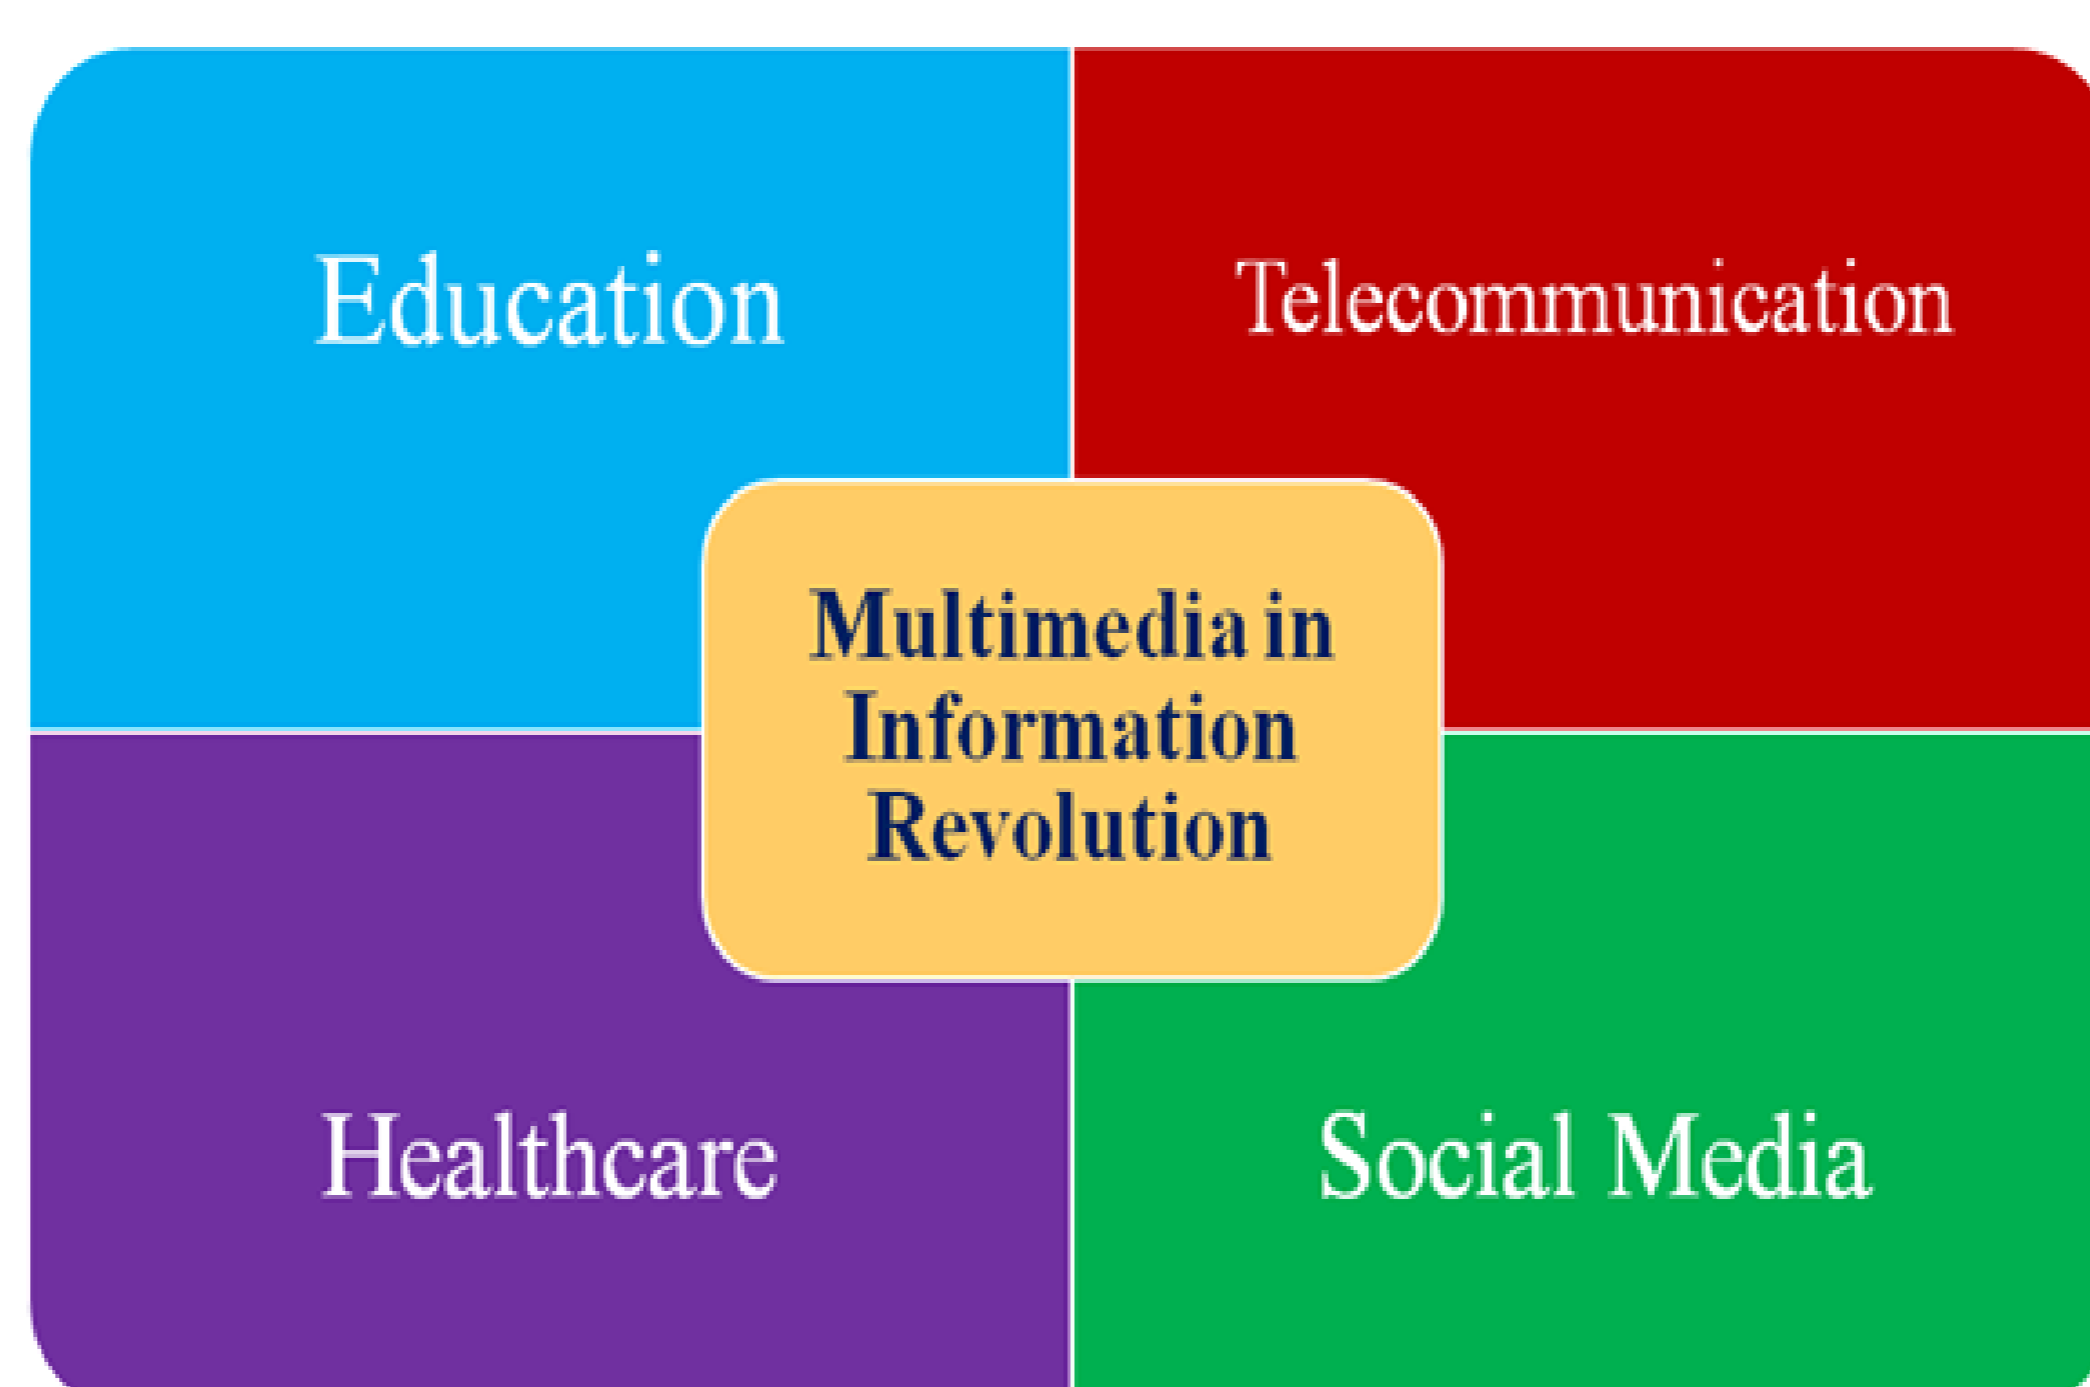 Education
Telecommunication
Multimedia in
Information
Revolution
Healthcare
Social Media